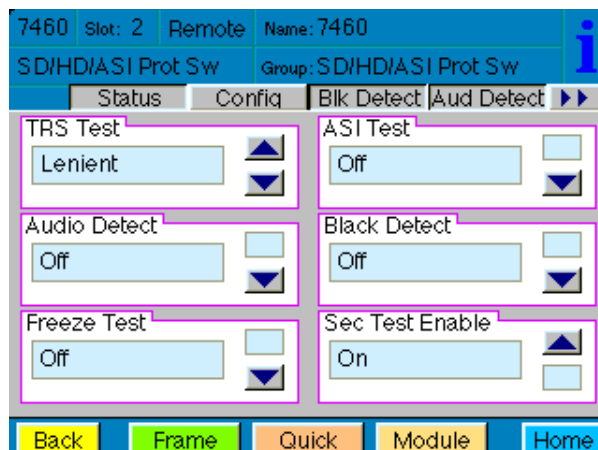 7460 Slot: 2 Remote Name: 7460
SD/HD/ASI Prot Sw Group: SD/HD/ASI Prot Sw
i
Status Config Blk Detect Aud Detect
TRS Test
Lenient
ASI Test
Off
Audio Detect
Off
Black Detect
Off
Freeze Test
Off
Sec Test Enable
On
Back Frame Quick Module Home